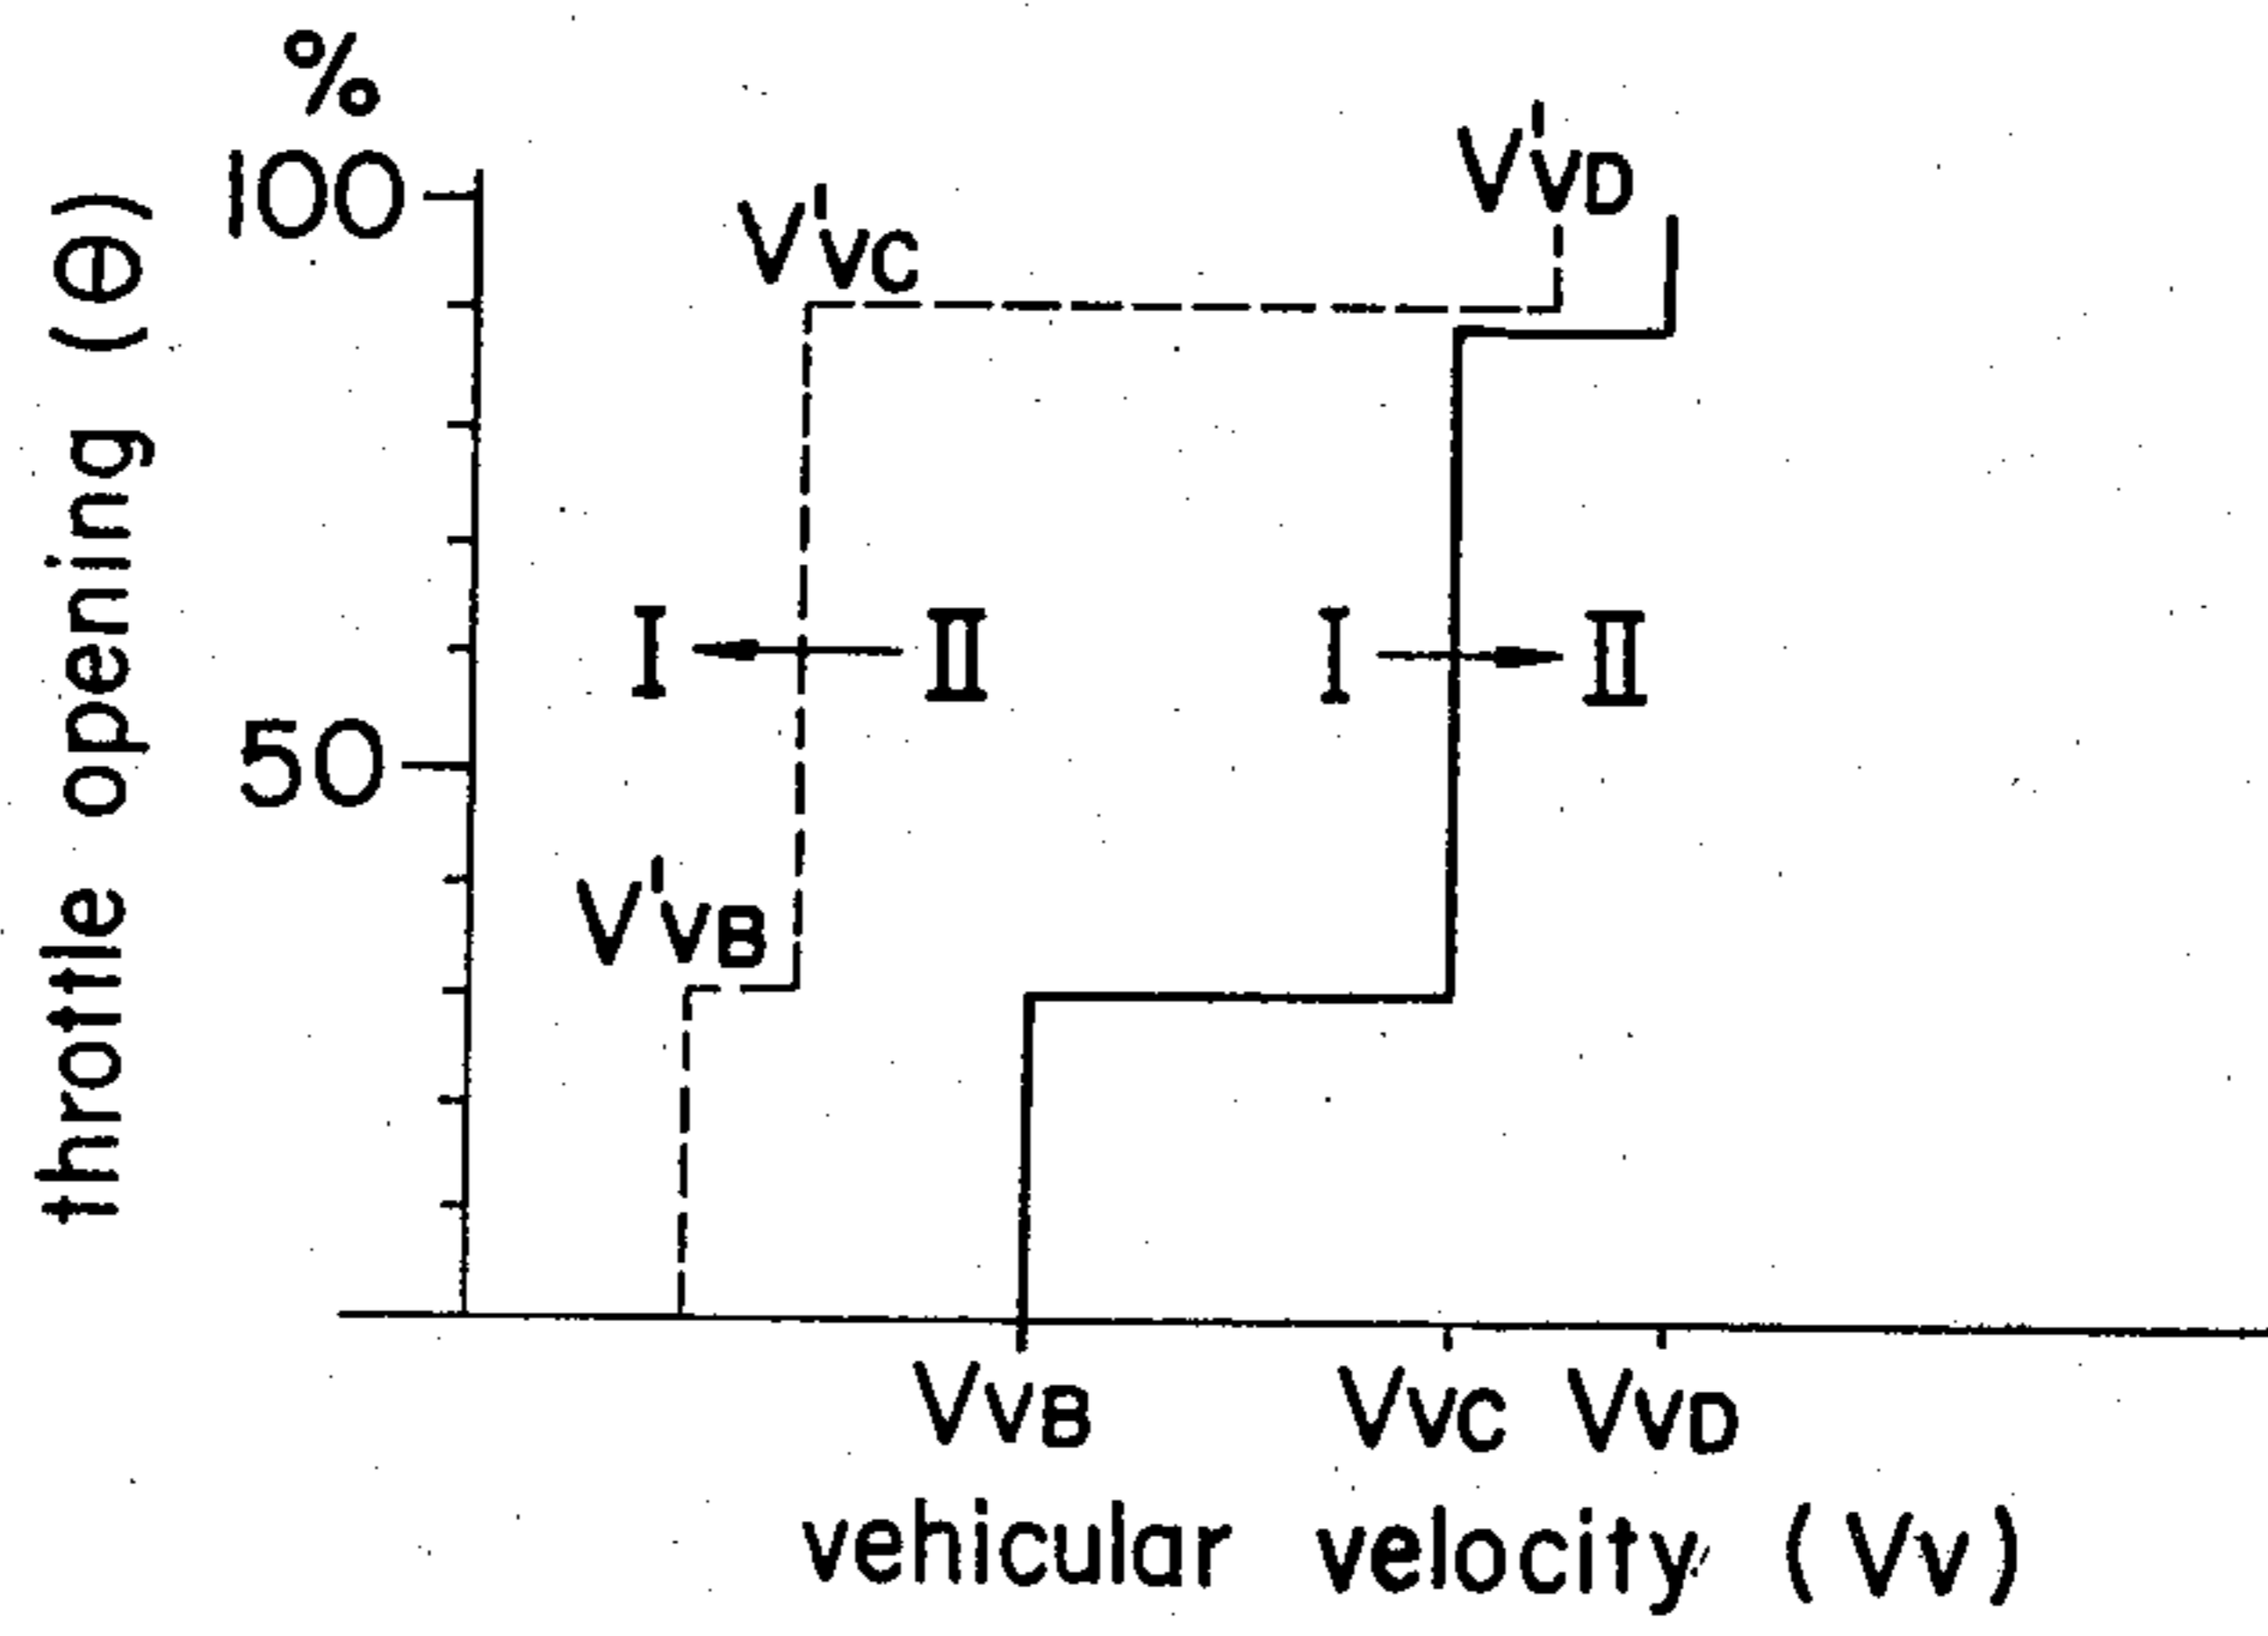 %
100
V'VD
V'VC
throttle opening (θ)
I
II
I
II
50
V'VB
VVB
VVC
VVD
vehicular velocity (Vv)